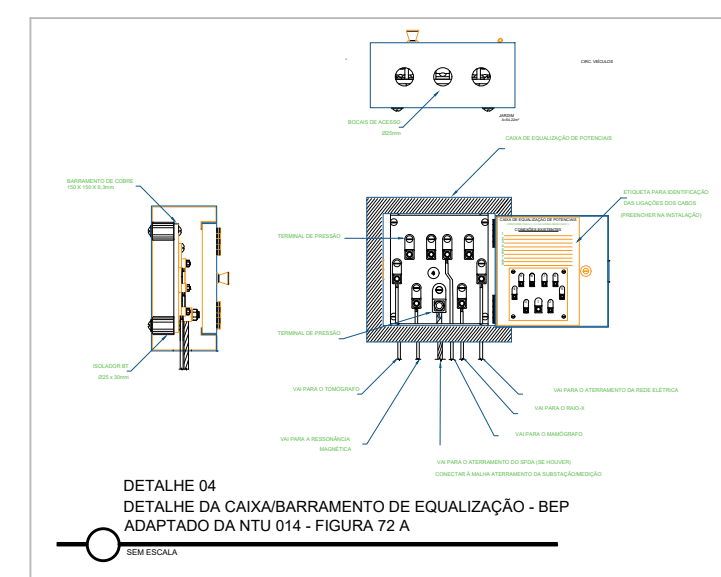 CIRC. VEÍCULOS
JARDIM
BOCAIS DE ACESSO
Ø25mm
CAIXA DE EQUALIZAÇÃO DE POTENCIAIS
BARRAMENTO DE COBRE
150 X 150 X 6,3mm
ETIQUETA PARA IDENTIFICAÇÃO
DAS LIGAÇÕES DOS CABOS
(PREENCHER NA INSTALAÇÃO)
CAIXA DE EQUALIZAÇÃO DE POTENCIAIS
CONEXÕES EXISTENTES
TERMINAL DE PRESSÃO
TERMINAL DE PRESSÃO
ISOLADOR BT
Ø25 x 30mm
VAI PARA O TOMÓGRAFO
VAI PARA O ATERRAMENTO DA REDE ELÉTRICA
VAI PARA O RAIO-X
VAI PARA A RESSONÂNCIA
MAGNÉTICA
VAI PARA O MAMÓGRAFO
VAI PARA O ATERRAMENTO DO SPDA (SE HOUVER)
CONECTAR À MALHA ATERRAMENTO DA SUBSTAÇÃO/MEDIÇÃO
DETALHE 04
DETALHE DA CAIXA/BARRAMENTO DE EQUALIZAÇÃO - BEP
ADAPTADO DA NTU 014 - FIGURA 72 A
SEM ESCALA